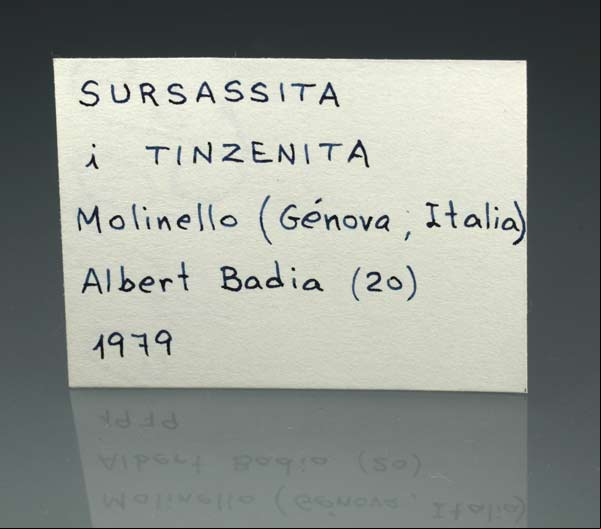 SURSASSITA
i TINZENITA
Molinello (Génova, Italia)
Albert Badia (20)
1979